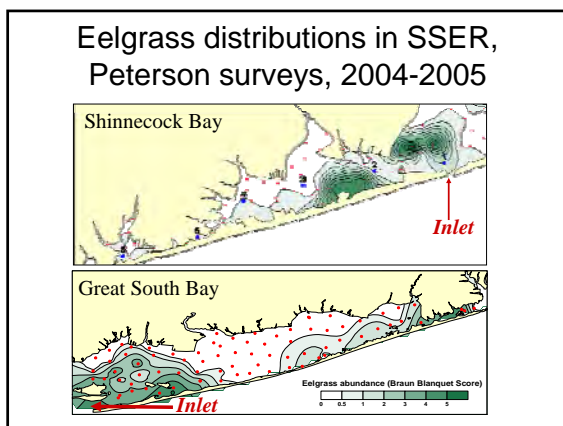 Eelgrass distributions in SSER,
Peterson surveys, 2004-2005
Shinnecock Bay
Inlet
Great South Bay
Eelgrass abundance (Braun Blanquet Score)
0 0.5 1 2 3 4 5
Inlet